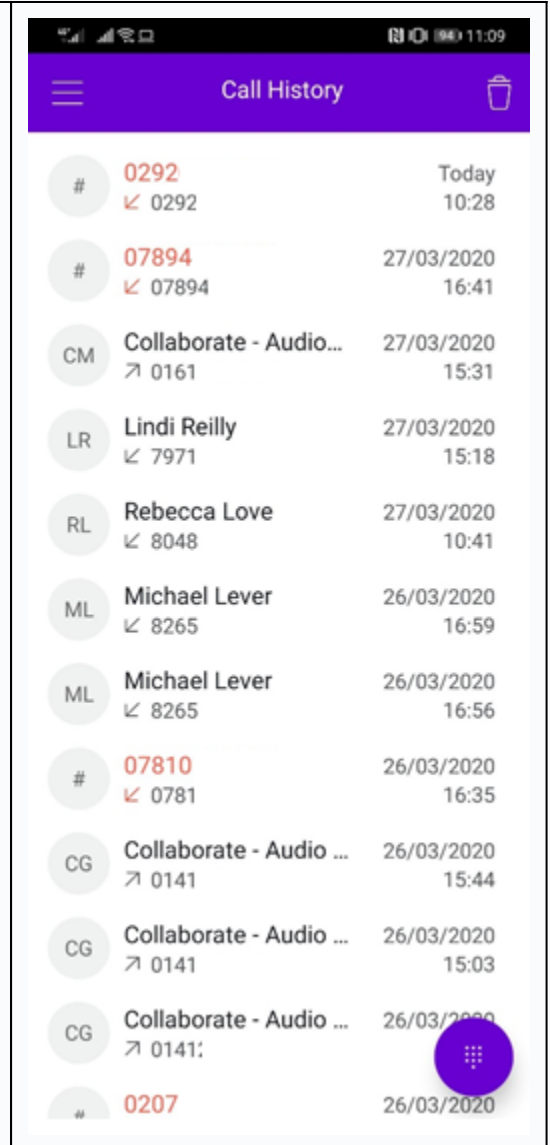 94 11:09
Call History
# 0292 Today
0292 10:28
# 07894 27/03/2020
07894 16:41
CM Collaborate - Audio... 27/03/2020
0161 15:31
LR Lindi Reilly 27/03/2020
7971 15:18
RL Rebecca Love 27/03/2020
8048 10:41
ML Michael Lever 26/03/2020
8265 16:59
ML Michael Lever 26/03/2020
8265 16:56
# 07810 26/03/2020
0781 16:35
CG Collaborate - Audio ... 26/03/2020
0141 15:44
CG Collaborate - Audio ... 26/03/2020
0141 15:03
CG Collaborate - Audio ... 26/03/
0141
# 0207 26/03/2020